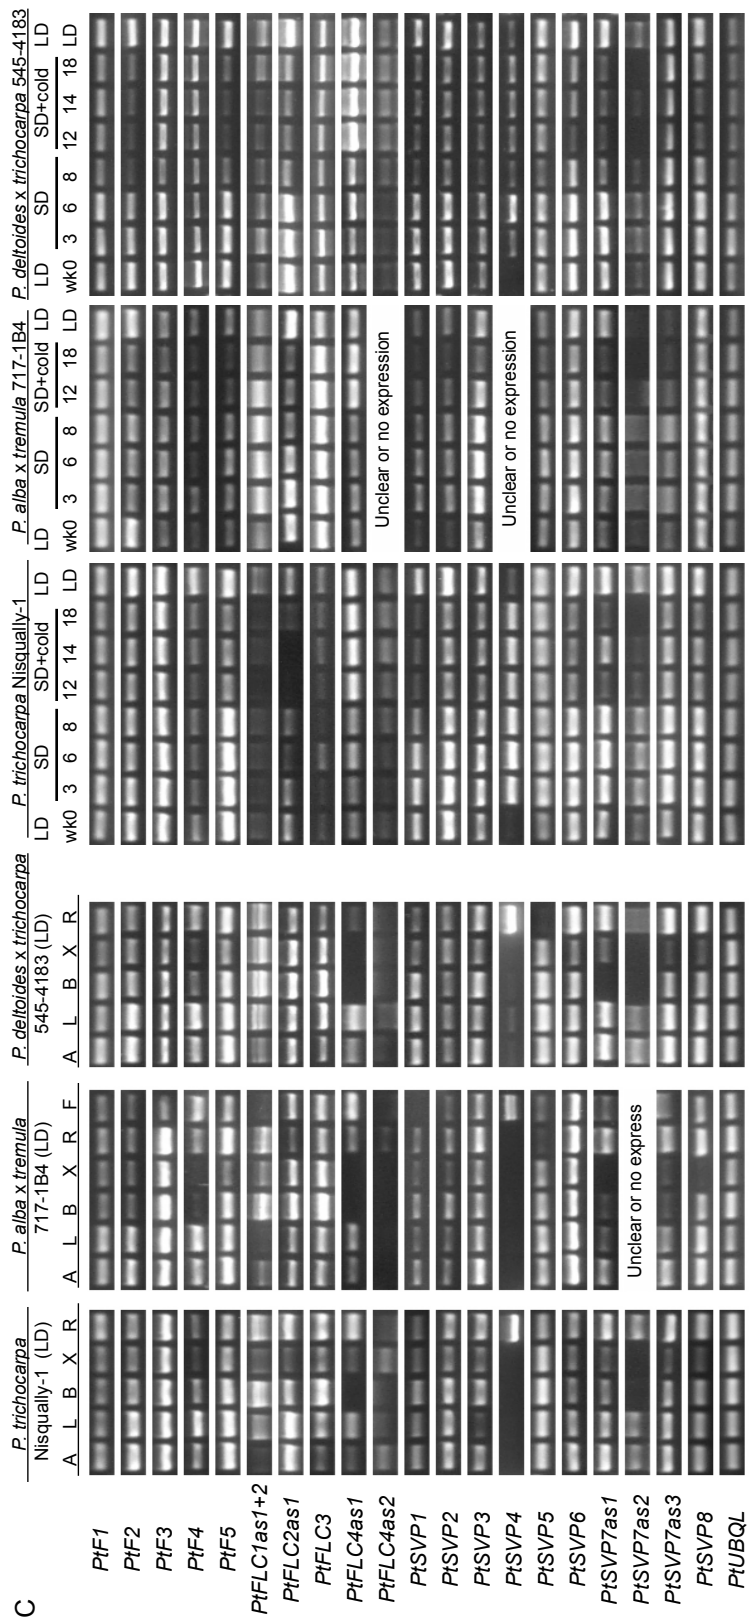 C
P. trichocarpa
Nisqually-1 (LD)
A L B X R
P. alba x tremula
717-1B4 (LD)
A L B X R F
P. deltoides x trichocarpa
545-4183 (LD)
A L B X R
P. trichocarpa Nisqually-1
LD SD SD+cold LD
wk0 3 6 8 12 14 18 LD
P. alba x tremula 717-1B4
LD SD SD+cold LD
wk0 3 6 8 12 18 LD
P. deltoides x trichocarpa 545-4183
LD SD SD+cold LD
wk0 3 6 8 12 14 18 LD
PtF1
PtF2
PtF3
PtF4
PtF5
PtFLC1as1+2
PtFLC2as1
PtFLC3
PtFLC4as1
PtFLC4as2
Unclear or no expression
PtSVP1
PtSVP2
PtSVP3
PtSVP4
Unclear or no expression
PtSVP5
PtSVP6
PtSVP7as1
PtSVP7as2
Unclear or no express
PtSVP7as3
PtSVP8
PtUBQL